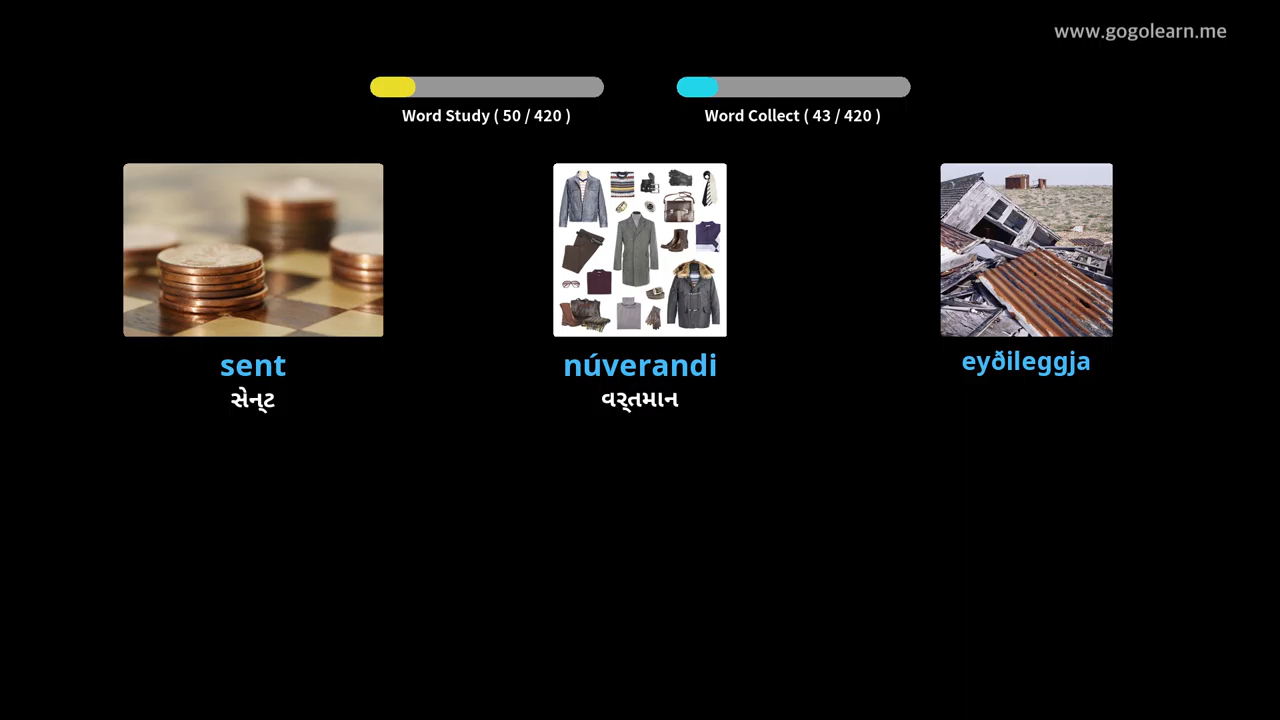 www.gogolearn.me
Word Study ( 50 / 420 )
Word Collect ( 43 / 420 )
sent
સેન્ટ
núverandi
વર્તમાન
eyðileggja